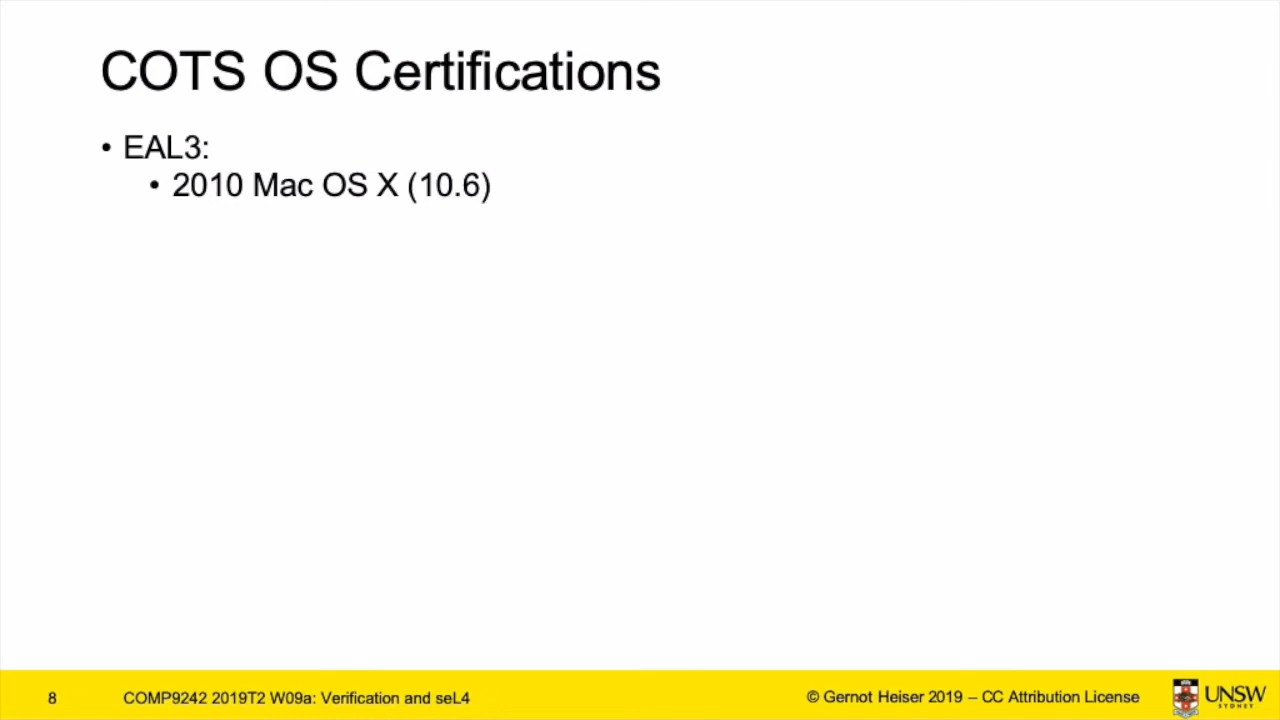 COTS OS Certifications
• EAL3:
• 2010 Mac OS X (10.6)
8
COMP9242 2019T2 W09a: Verification and seL4
© Gernot Heiser 2019 – CC Attribution License
UNSW
SYDNEY